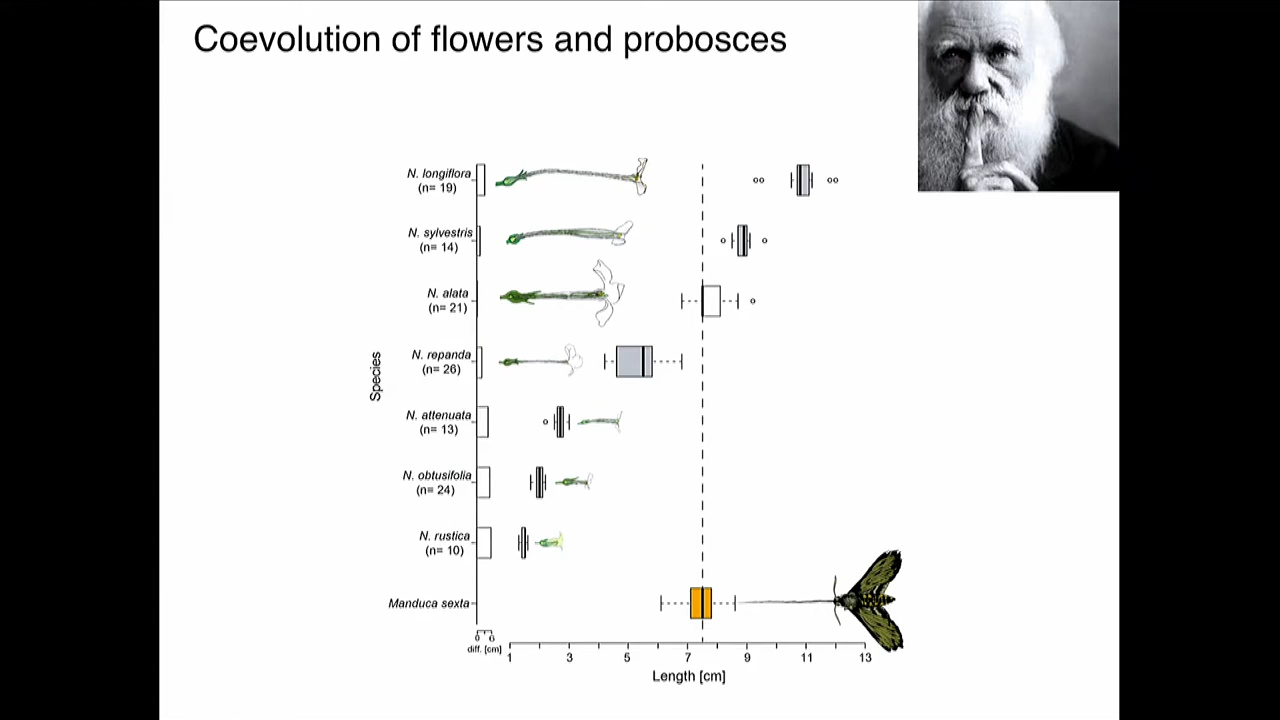 Coevolution of flowers and probosces
N. longiflora
(n= 19)
N. sylvestris
(n= 14)
N. alata
(n= 21)
N. repanda
(n= 26)
N. attenuata
(n= 13)
N. obtusifolia
(n= 24)
N. rustica
(n= 10)
Manduca sexta
Species
0 6
diff. [cm]
1 3 5 7 9 11 13
Length [cm]